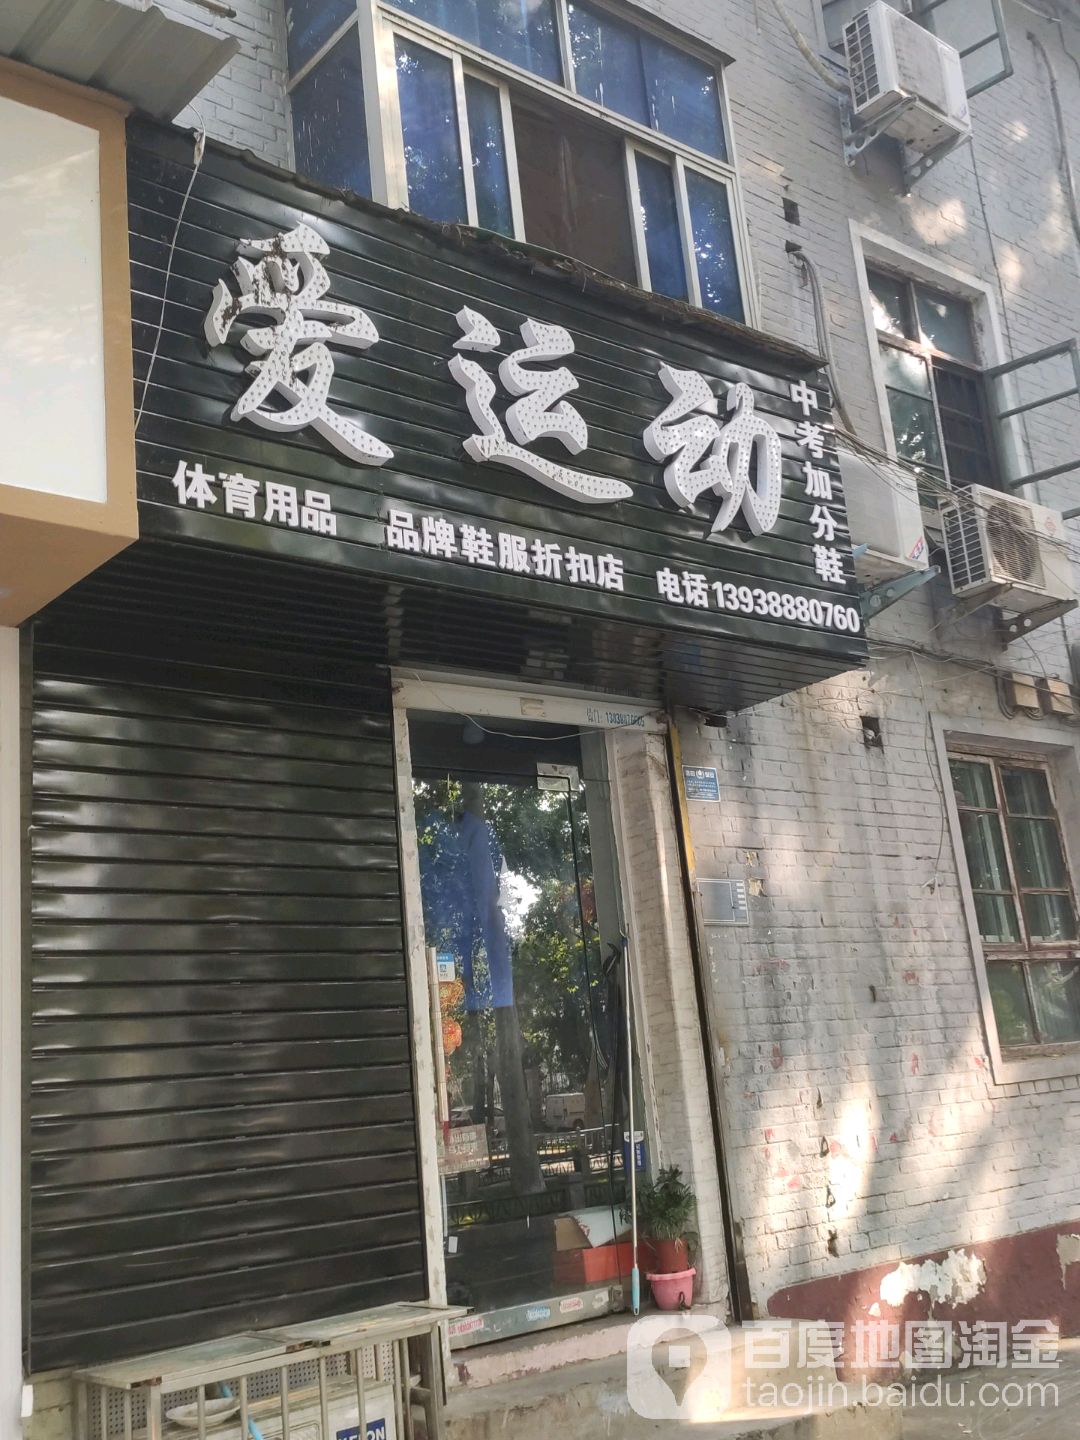 爱运动
中考加分鞋
体育用品 品牌鞋服折扣店 电话13938880760
百度地图淘金
taojin.baidu.com